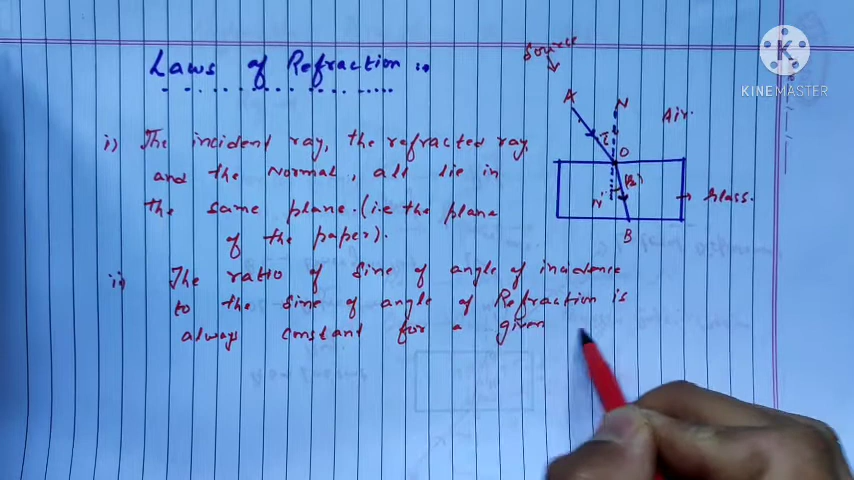 Source
Laws of Refraction :.
A
N
Air.
i) The incident ray, the refracted ray
and the Normal, all lie in
the same plane. (i.e the plane
of the paper).
i
O
(r)
N'
Glass.
B
ii) The ratio of sine of angle of incidence
to the sine of angle of Refraction is
always constant for a given
K
KINEMASTER